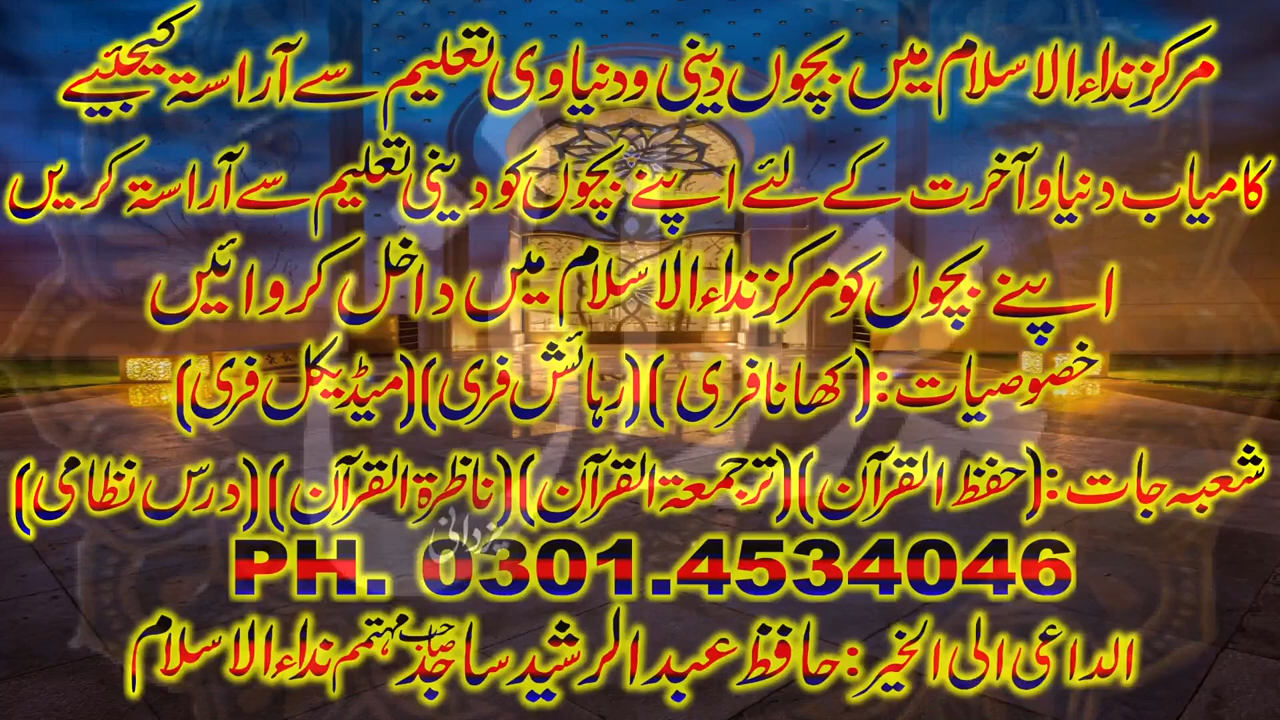 مرکز نداء الاسلام میں بچوں دینی و دنیاوی تعلیم سے آراستہ کیجئیے
کامیاب دنیا و آخرت کے لئے اپنے بچوں کو دینی تعلیم سے آراستہ کریں
اپنے بچوں کو مرکز نداء الاسلام میں داخل کروائیں
خصوصیات :( کھانا فری )(رہائش فری)(میڈیکل فری)
شعبہ جات :( حفظ القرآن)(ترجمعۃ القرآن)(ناظرۃ القرآن)(درس نظامی)
یزدانی
PH. 0301.4534046
الداعی الی الخیر : حافظ عبدالرشید ساجد صاحب مہتمم نداء الاسلام